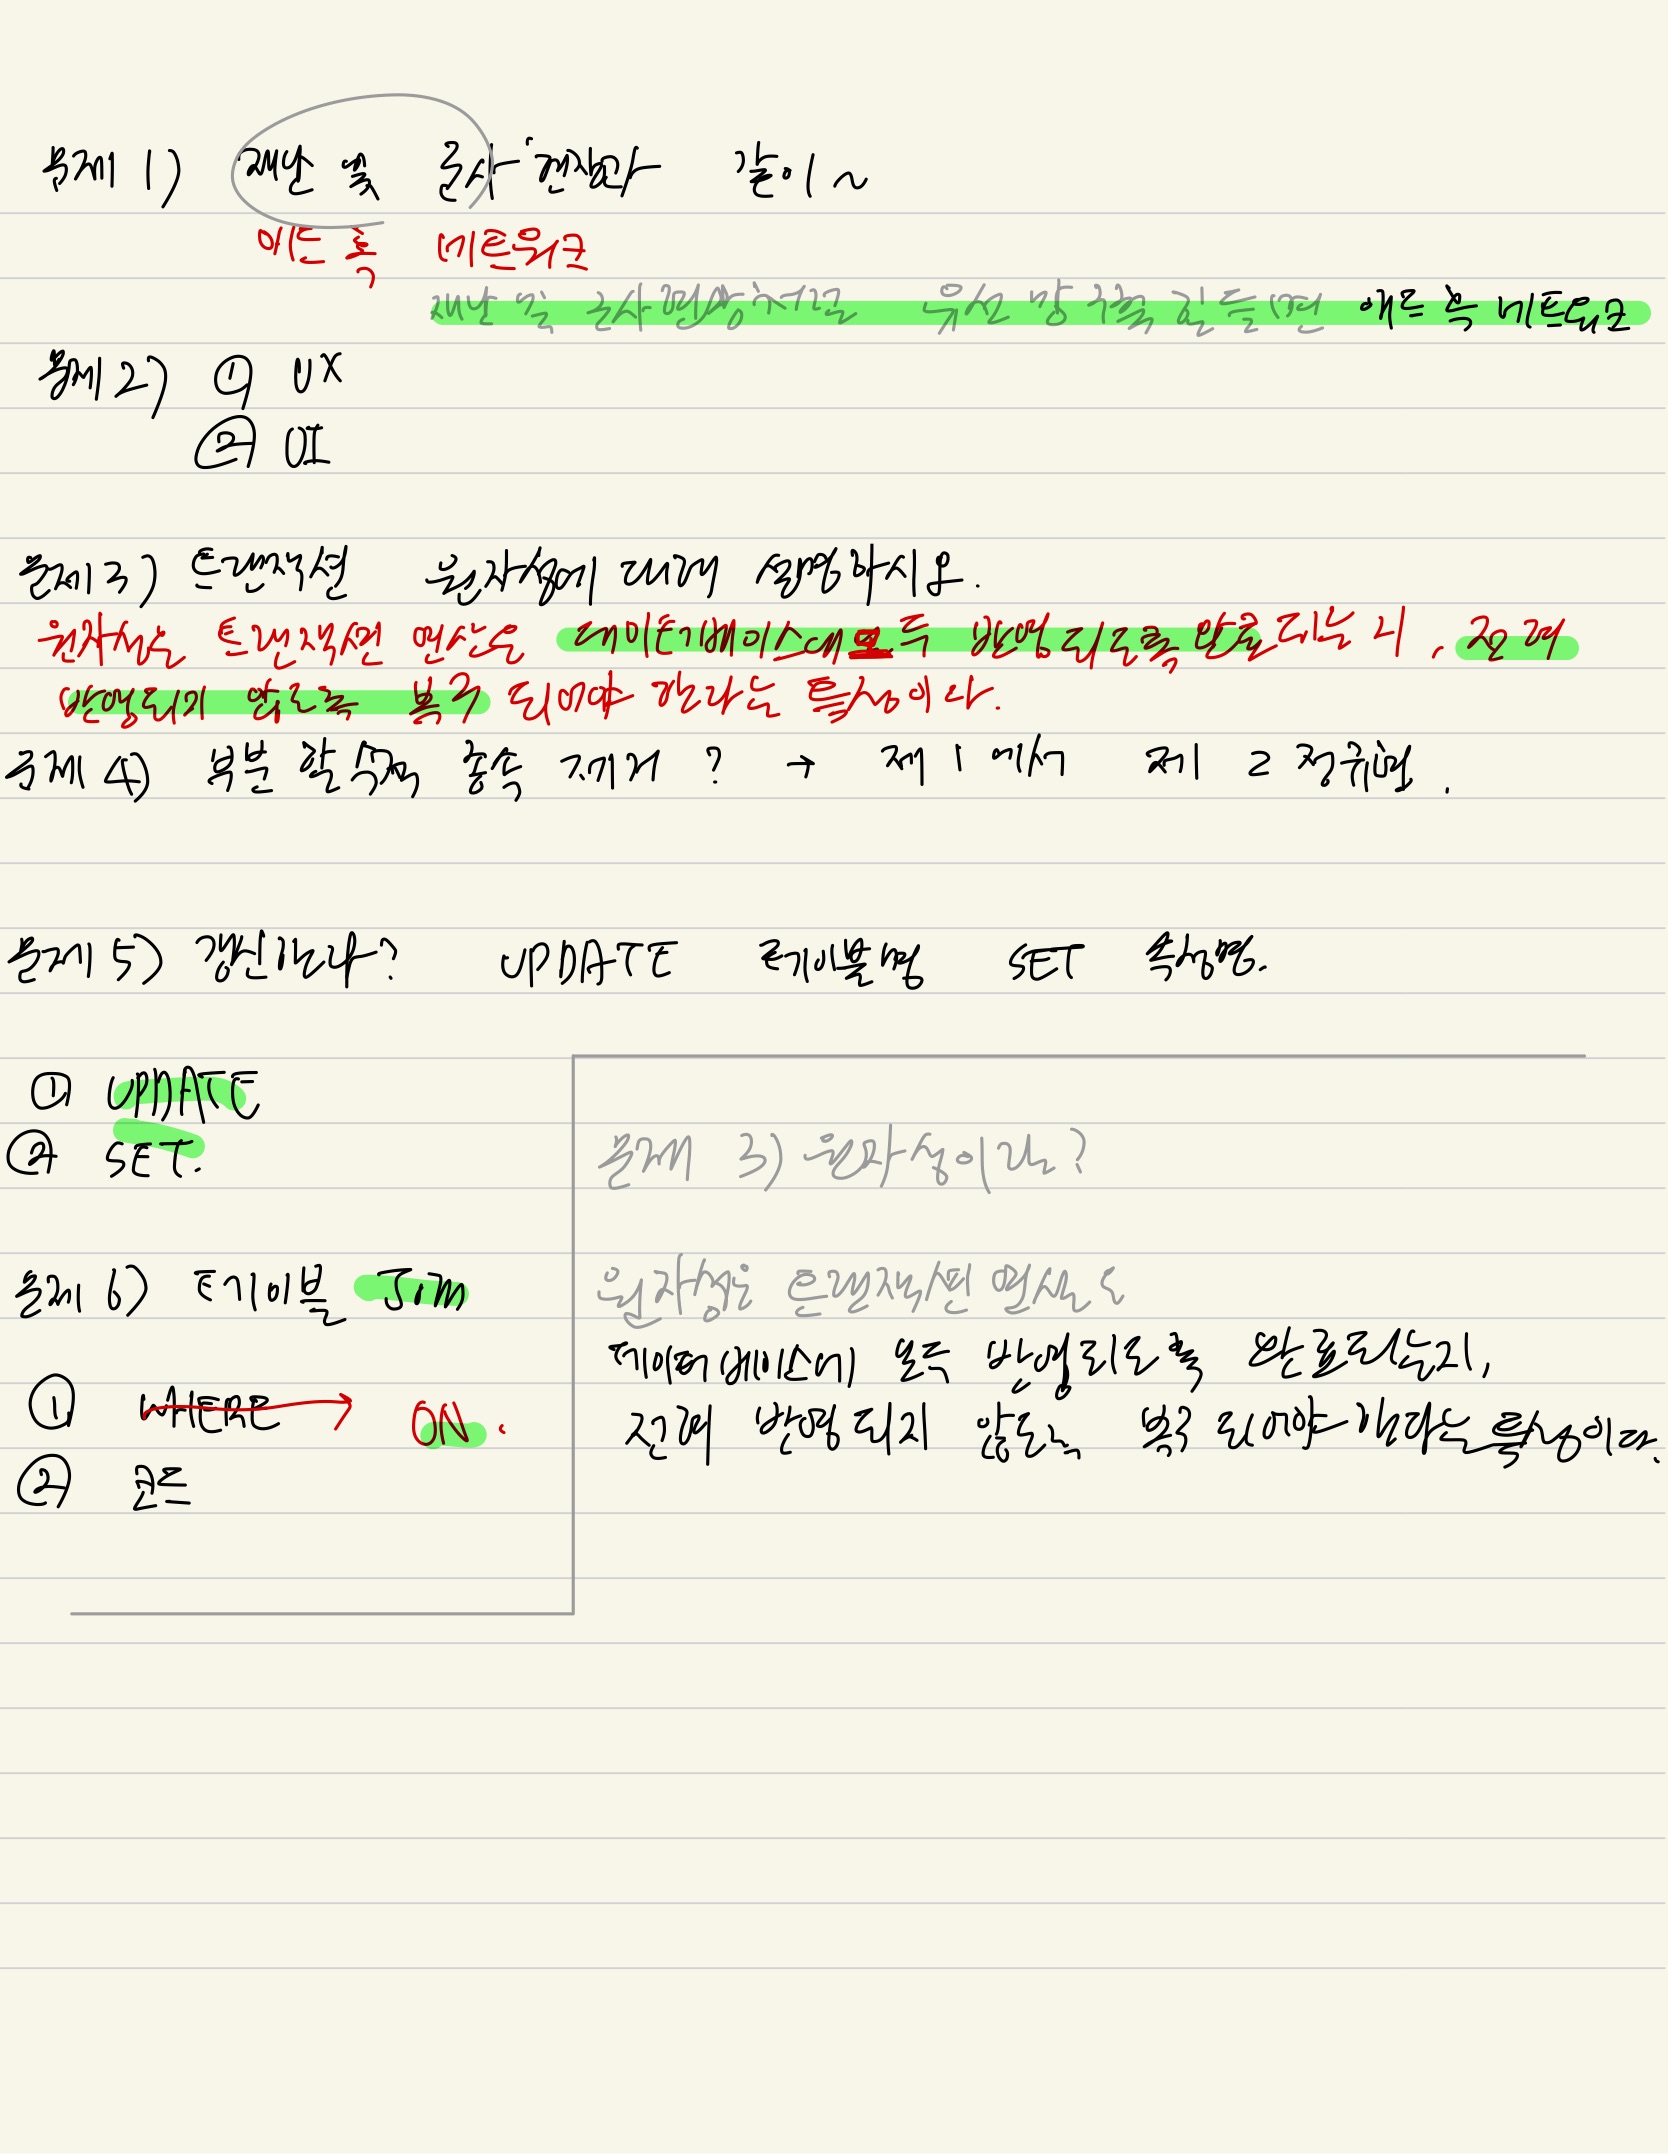 문제 1) 재난 및 군사 현장과 같이 ~
애드 혹 네트워크
재난 및 군사현장처럼 유선 망 구축 힘들면 애드 혹 네트워크
문제 2) ① UX
② UI
문제 3) 트랜잭션 원자성에 대해 설명하시오.
원자성은 트랜잭션 연산은 데이터베이스에 모두 반영되도록 완료되는지, 전혀
반영되지 않도록 복구 되어야 한다는 특성이다.
문제 4) 부분 함수적 종속 제거? → 제 1 에서 제 2 정규형.
문제 5) 갱신하라? UPDATE 테이블명 SET 속성명.
① UPDATE
② SET.
문제 6) 테이블 JOIN
① WHERE → ON.
② 코드
문제 3) 원자성이란?
원자성은 트랜잭션 연산은
데이터베이스에 모두 반영되도록 완료되는지,
전혀 반영되지 않도록 복구 되어야 한다는 특성이다.